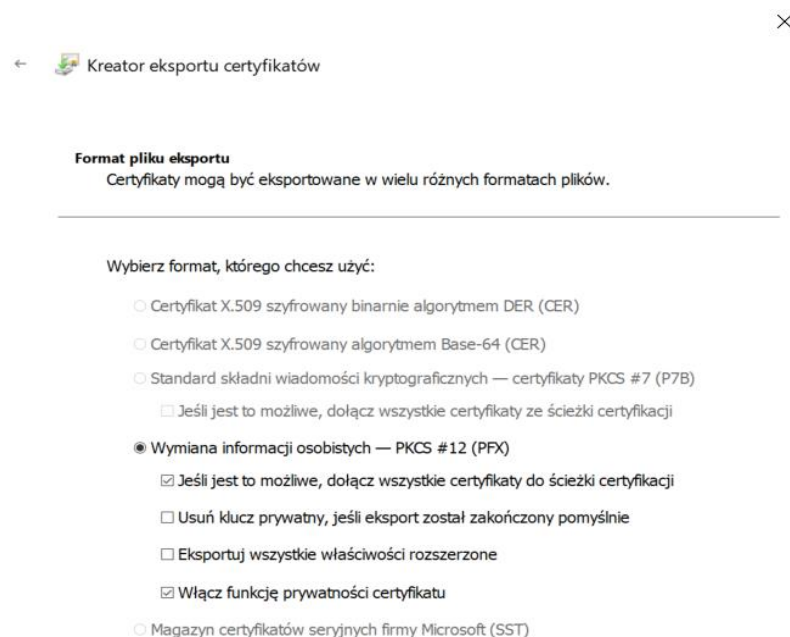 Kreator eksportu certyfikatów
Format pliku eksportu
Certyfikaty mogą być eksportowane w wielu różnych formatach plików.
Wybierz format, którego chcesz użyć:
Certyfikat X.509 szyfrowany binarnie algorytmem DER (CER)
Certyfikat X.509 szyfrowany algorytmem Base-64 (CER)
Standard składni wiadomości kryptograficznych — certyfikaty PKCS #7 (P7B)
Jeśli jest to możliwe, dołącz wszystkie certyfikaty ze ścieżki certyfikacji
Wymiana informacji osobistych — PKCS #12 (PFX)
Jeśli jest to możliwe, dołącz wszystkie certyfikaty do ścieżki certyfikacji
Usuń klucz prywatny, jeśli eksport został zakończony pomyślnie
Eksportuj wszystkie właściwości rozszerzone
Włącz funkcję prywatności certyfikatu
Magazyn certyfikatów seryjnych firmy Microsoft (SST)